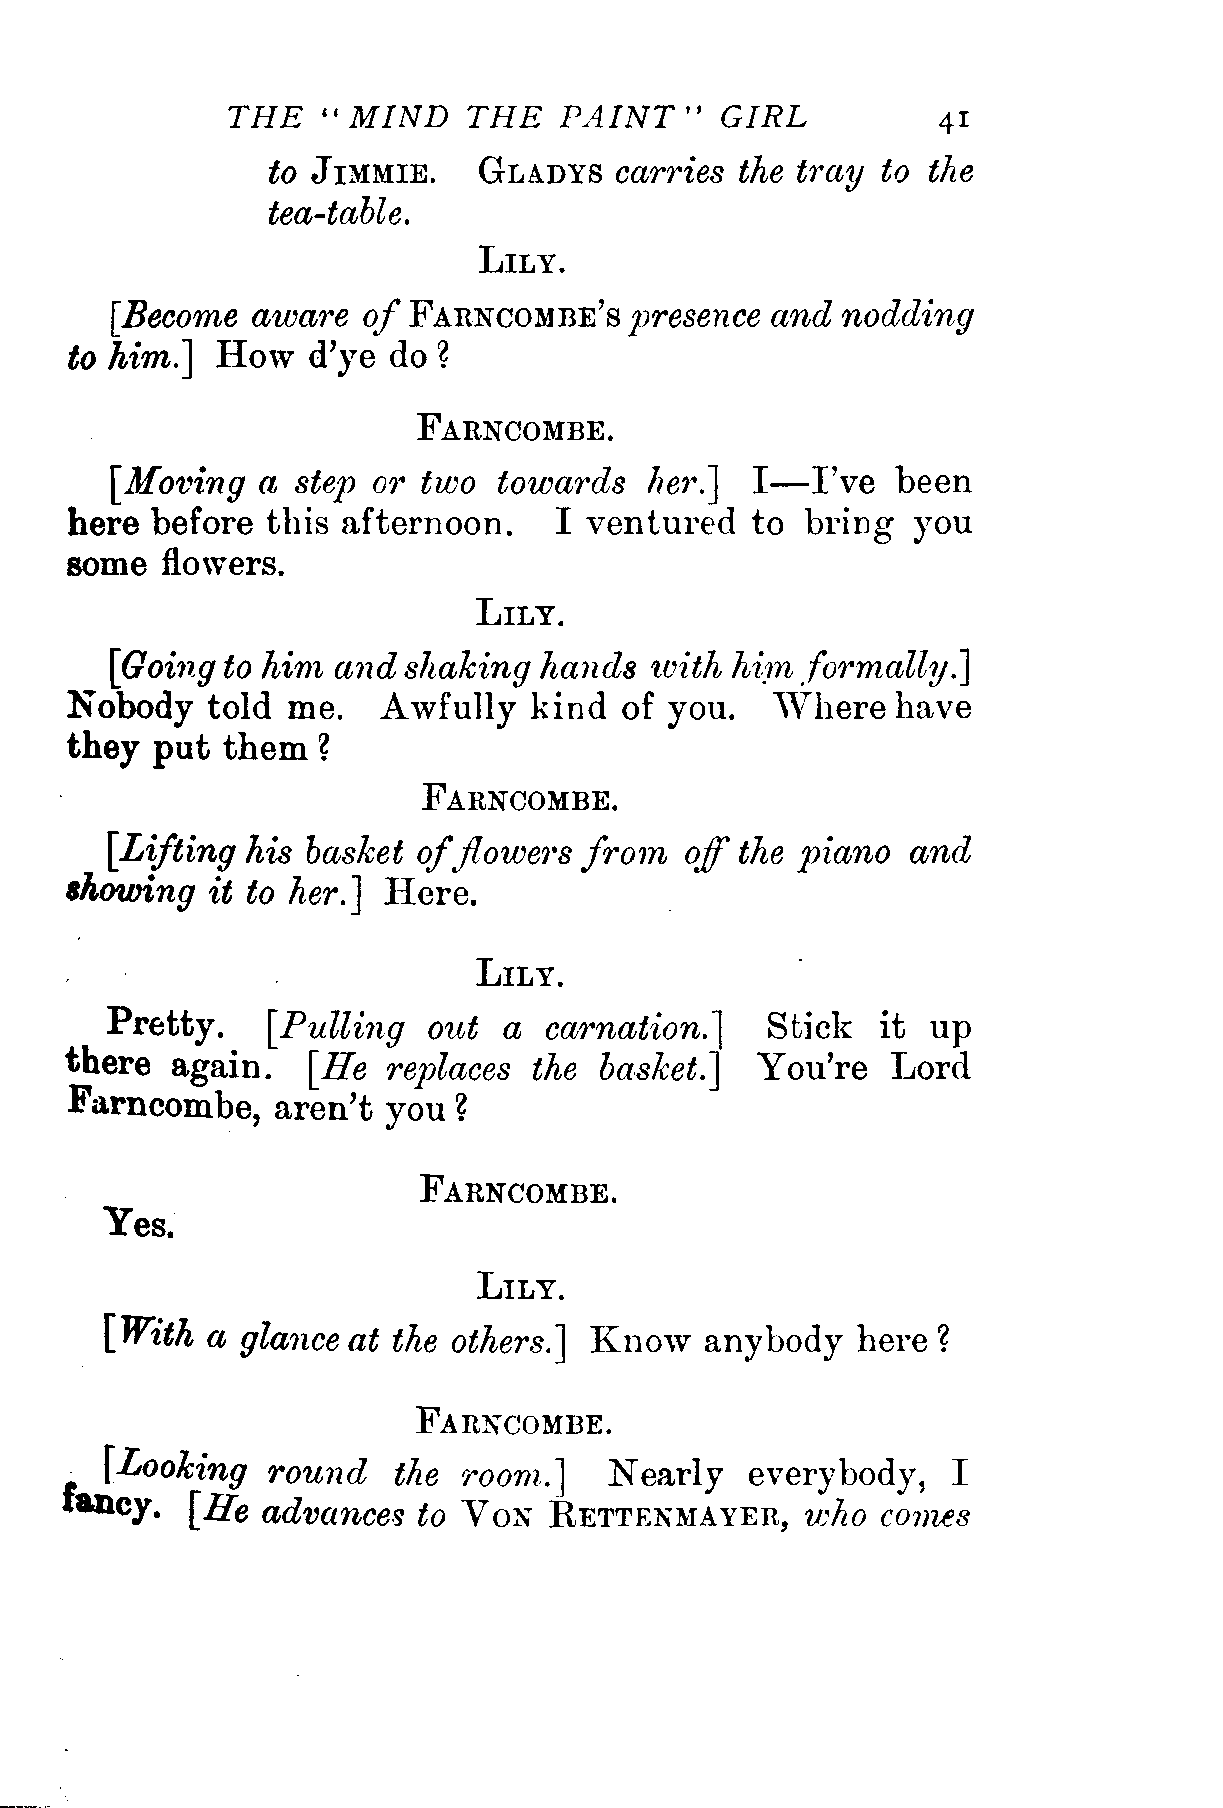 THE "MIND THE PAINT" GIRL 41
to JIMMIE. GLADYS carries the tray to the
tea-table.
LILY.
[Become aware of FARNCOMBE'S presence and nodding
to him.] How d'ye do?
FARNCOMBE.
[Moving a step or two towards her.] I—I've been
here before this afternoon. I ventured to bring you
some flowers.
LILY.
[Going to him and shaking hands with him formally.]
Nobody told me. Awfully kind of you. Where have
they put them?
FARNCOMBE.
[Lifting his basket of flowers from off the piano and
showing it to her.] Here.
LILY.
Pretty. [Pulling out a carnation.] Stick it up
there again. [He replaces the basket.] You're Lord
Farncombe, aren't you?
FARNCOMBE.
Yes.
LILY.
[With a glance at the others.] Know anybody here?
FARNCOMBE.
[Looking round the room.] Nearly everybody, I
fancy. [He advances to VON RETTENMAYER, who comes